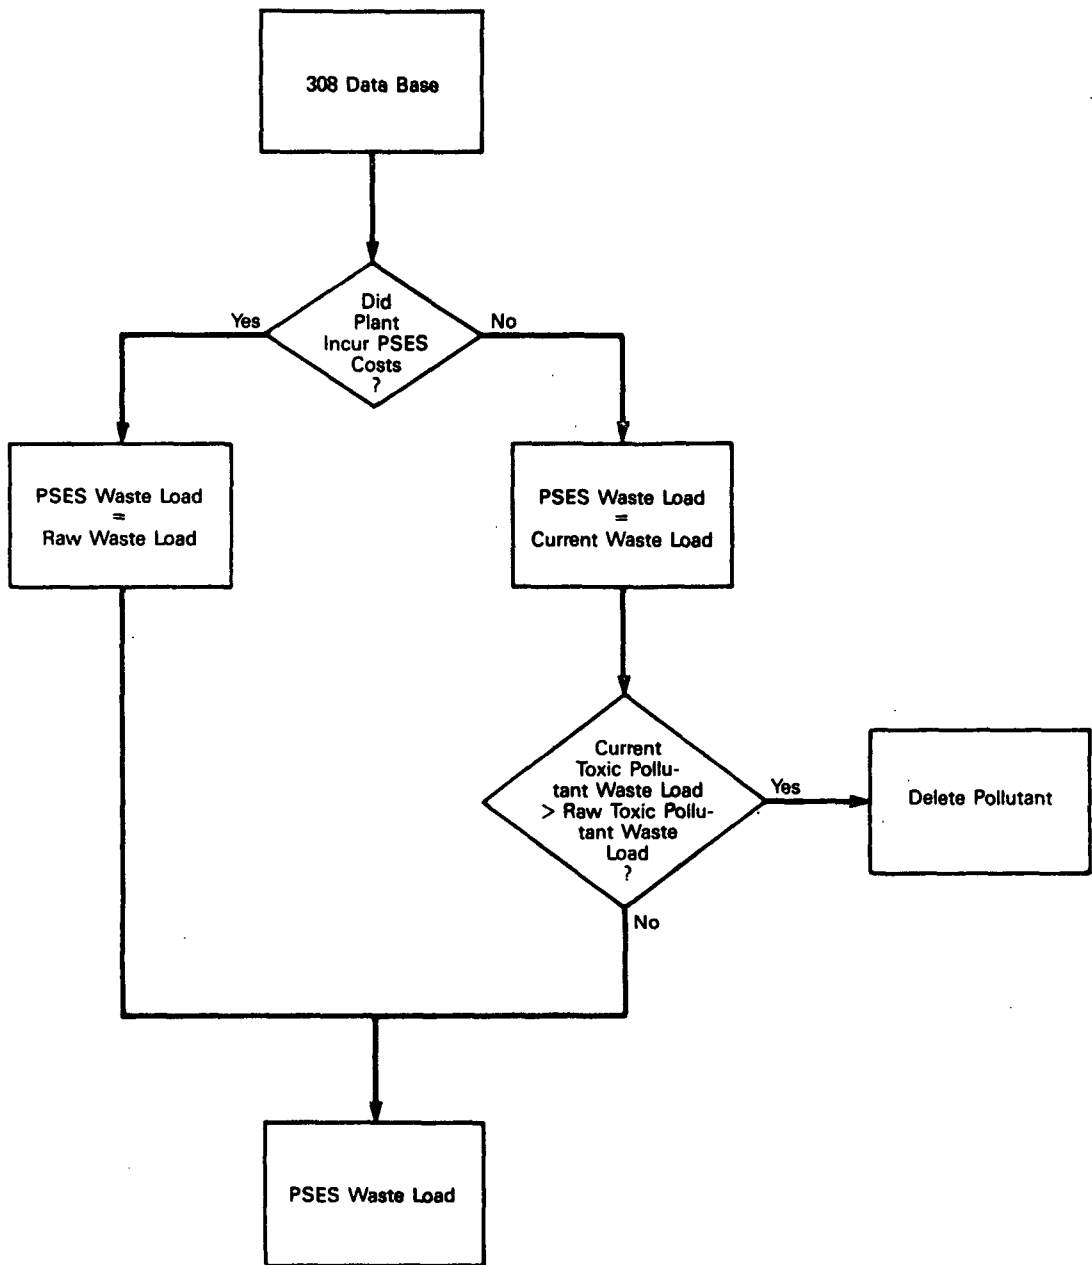 308 Data Base
Did
Plant
Incur PSES
Costs
?
Yes
No
PSES Waste Load
=
Raw Waste Load
PSES Waste Load
=
Current Waste Load
Current
Toxic Pollu-
tant Waste Load
> Raw Toxic Pollu-
tant Waste
Load
?
Yes
Delete Pollutant
No
PSES Waste Load